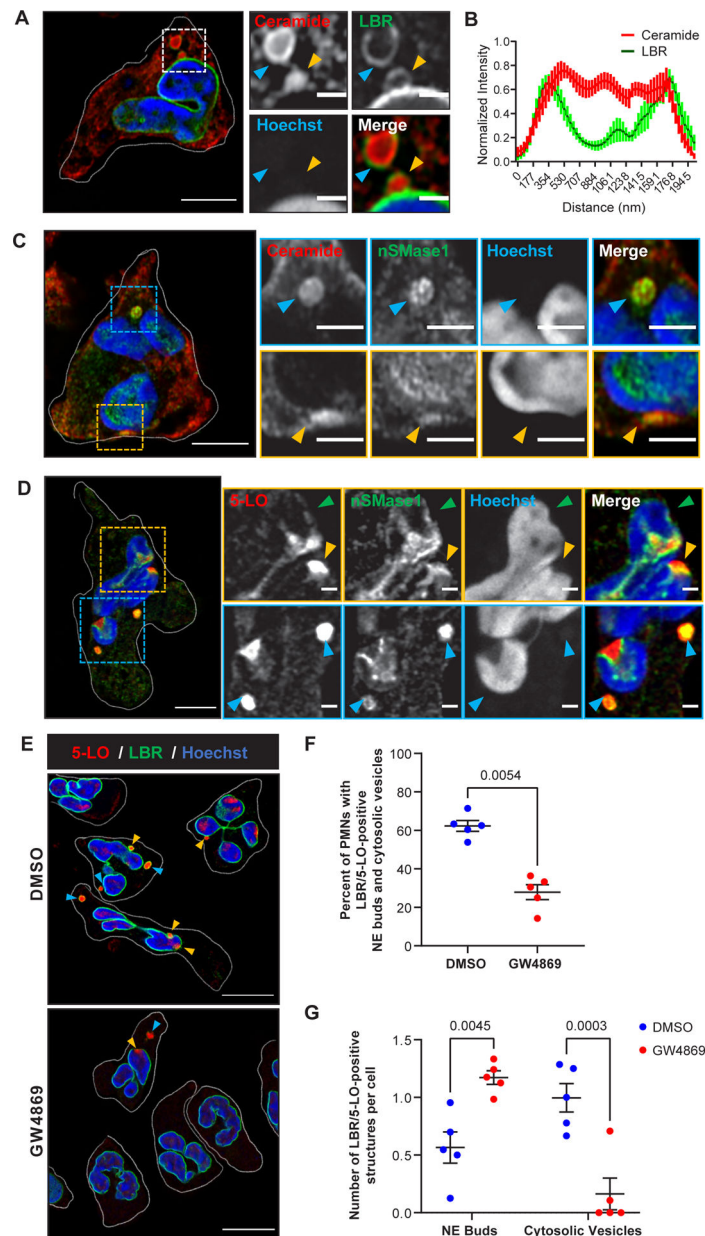 A
Ceramide
LBR
Hoechst
Merge
B
Ceramide
LBR
Normalized Intensity
1.0
0.8
0.6
0.4
0.2
0.0
0
177
354
530
707
884
1061
1238
1415
1591
1768
1945
Distance (nm)
C
Ceramide
nSMase1
Hoechst
Merge
D
5-LO
nSMase1
Hoechst
Merge
E
5-LO / LBR / Hoechst
DMSO
GW4869
F
Percent of PMNs with
LBR/5-LO-positive
NE buds and cytosolic vesicles
100
80
60
40
20
0
0.0054
DMSO
GW4869
G
Number of LBR/5-LO-positive
structures per cell
1.5
1.0
0.5
0.0
0.0045
0.0003
DMSO
GW4869
NE Buds
Cytosolic Vesicles